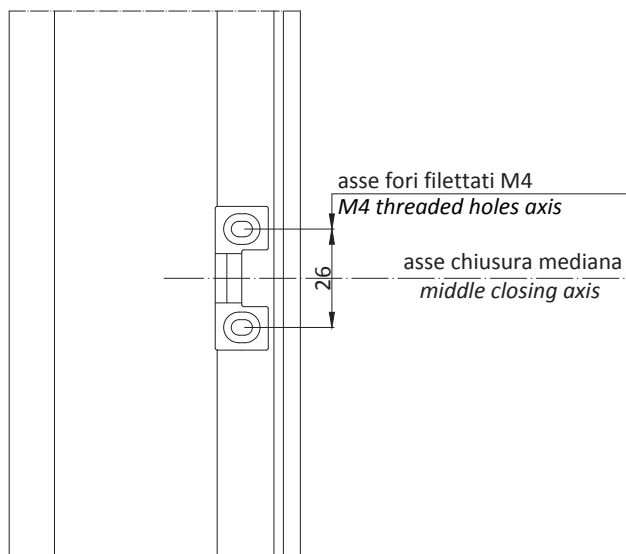 asse fori filettati M4
M4 threaded holes axis
asse chiusura mediana
26
middle closing axis